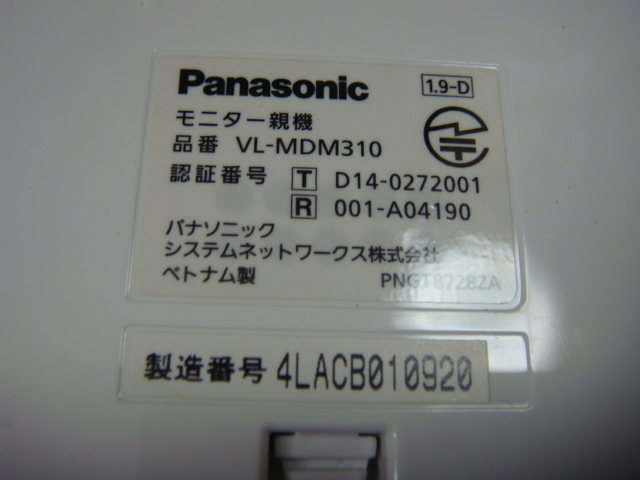 Panasonic 1.9-D
モニター親機
品番 VL-MDM310
認証番号 T D14-0272001
R 001-A04190
パナソニック
システムネットワークス株式会社
ベトナム製 PNGT8728ZA
製造番号 4LACB010920